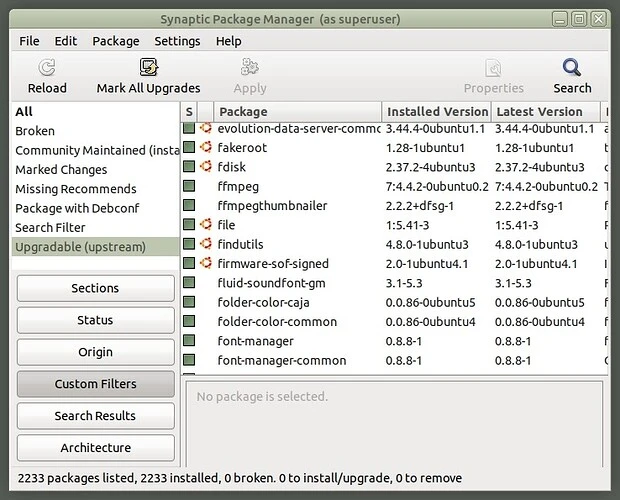 Synaptic Package Manager (as superuser)
File Edit Package Settings Help
Reload Mark All Upgrades Apply Properties Search
All
Broken
Community Maintained (insta
Marked Changes
Missing Recommends
Package with Debconf
Search Filter
Upgradable (upstream)
Sections
Status
Origin
Custom Filters
Search Results
Architecture
S Package Installed Version Latest Version
evolution-data-server-commo 3.44.4-0ubuntu1.1 3.44.4-0ubuntu1.1
fakeroot 1.28-1ubuntu1 1.28-1ubuntu1
fdisk 2.37.2-4ubuntu3 2.37.2-4ubuntu3
ffmpeg 7:4.4.2-0ubuntu0.2 7:4.4.2-0ubuntu0.2
ffmpegthumbnailer 2.2.2+dfsg-1 2.2.2+dfsg-1
file 1:5.41-3 1:5.41-3
findutils 4.8.0-1ubuntu3 4.8.0-1ubuntu3
firmware-sof-signed 2.0-1ubuntu4.1 2.0-1ubuntu4.1
fluid-soundfont-gm 3.1-5.3 3.1-5.3
folder-color-caja 0.0.86-0ubuntu5 0.0.86-0ubuntu5
folder-color-common 0.0.86-0ubuntu4 0.0.86-0ubuntu4
font-manager 0.8.8-1 0.8.8-1
font-manager-common 0.8.8-1 0.8.8-1
No package is selected.
2233 packages listed, 2233 installed, 0 broken. 0 to install/upgrade, 0 to remove